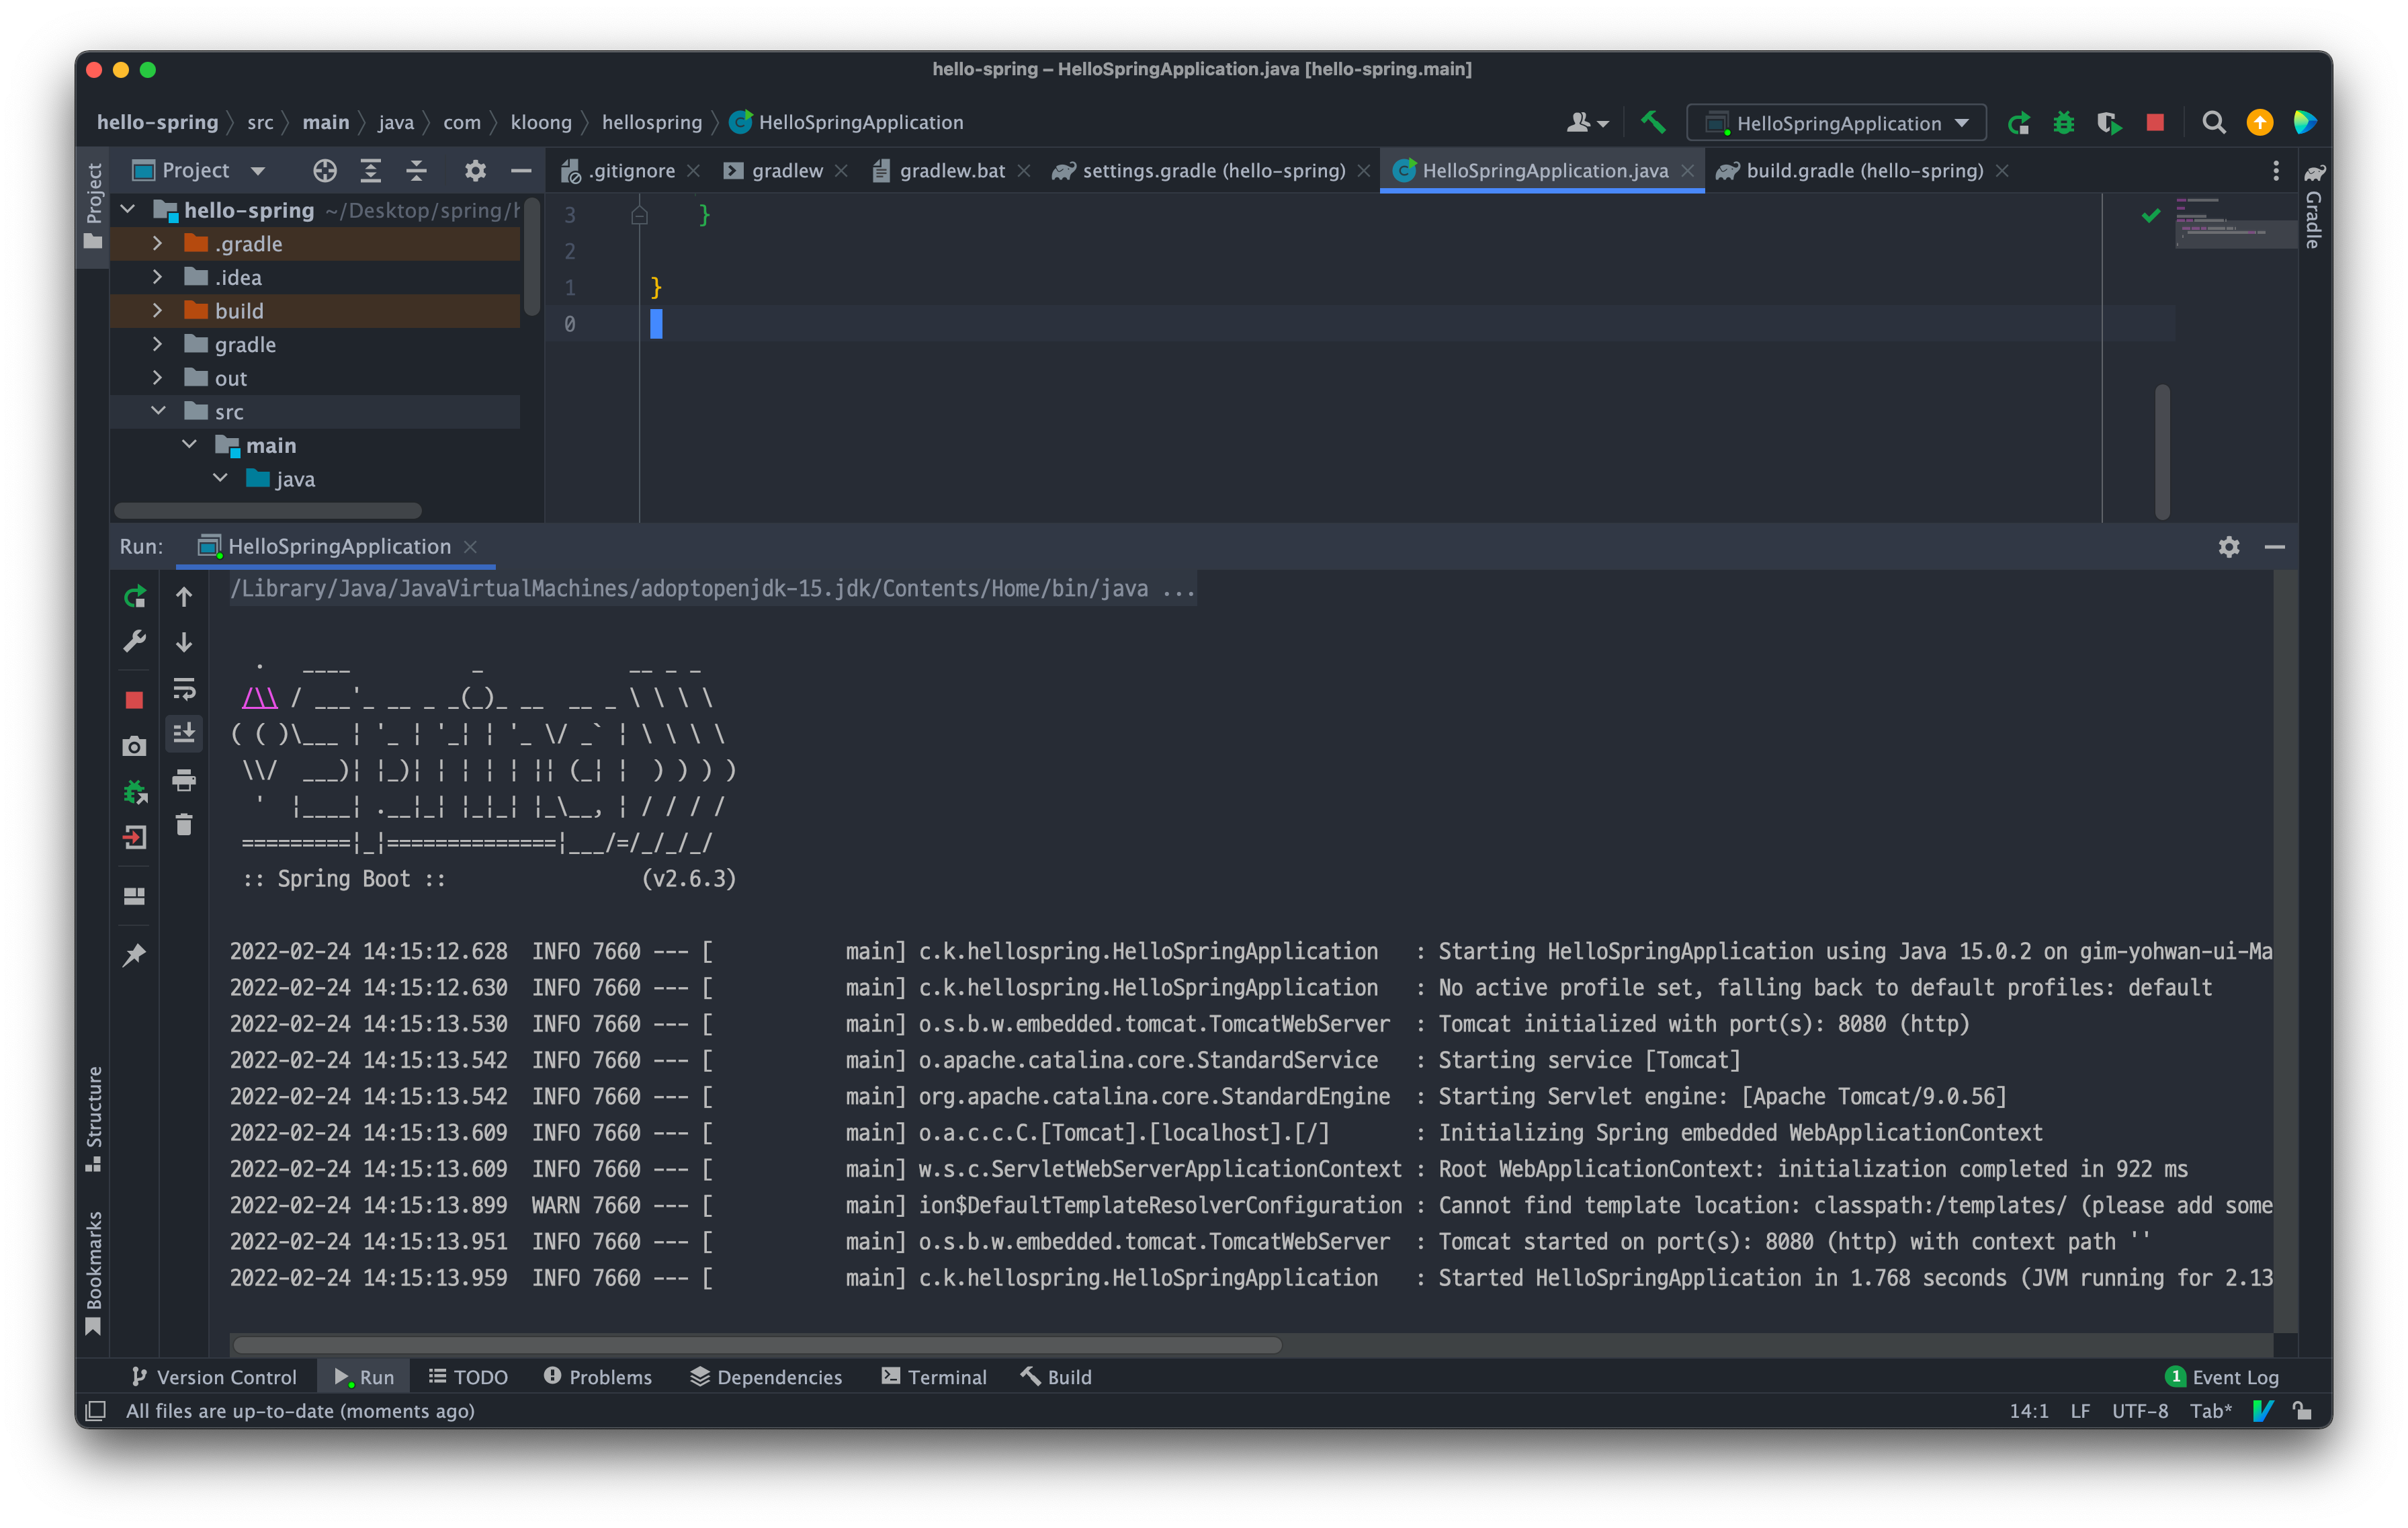 hello-spring – HelloSpringApplication.java [hello-spring.main]
hello-spring src main java com kloong hellospring HelloSpringApplication
HelloSpringApplication
Project
Project
.gitignore gradlew gradlew.bat settings.gradle (hello-spring) HelloSpringApplication.java build.gradle (hello-spring)
Gradle
hello-spring ~/Desktop/spring/h
.gradle
.idea
build
gradle
out
src
main
java
3 }
2
1 }
0
Run: HelloSpringApplication
/Library/Java/JavaVirtualMachines/adoptopenjdk-15.jdk/Contents/Home/bin/java ...
  .   ____          _            __ _ _
 /\\ / ___'_ __ _ _(_)_ __  __ _ \ \ \ \
( ( )\___ | '_ | '_| | '_ \/ _` | \ \ \ \
 \\/  ___)| |_)| | | | | || (_| |  ) ) ) )
  '  |____| .__|_| |_|_| |_\__, | / / / /
 =========|_|==============|___/=/_/_/_/
 :: Spring Boot ::                (v2.6.3)
2022-02-24 14:15:12.628  INFO 7660 --- [           main] c.k.hellospring.HelloSpringApplication   : Starting HelloSpringApplication using Java 15.0.2 on gim-yohwan-ui-Ma
2022-02-24 14:15:12.630  INFO 7660 --- [           main] c.k.hellospring.HelloSpringApplication   : No active profile set, falling back to default profiles: default
2022-02-24 14:15:13.530  INFO 7660 --- [           main] o.s.b.w.embedded.tomcat.TomcatWebServer  : Tomcat initialized with port(s): 8080 (http)
2022-02-24 14:15:13.542  INFO 7660 --- [           main] o.apache.catalina.core.StandardService   : Starting service [Tomcat]
2022-02-24 14:15:13.542  INFO 7660 --- [           main] org.apache.catalina.core.StandardEngine  : Starting Servlet engine: [Apache Tomcat/9.0.56]
2022-02-24 14:15:13.609  INFO 7660 --- [           main] o.a.c.c.C.[Tomcat].[localhost].[/]       : Initializing Spring embedded WebApplicationContext
2022-02-24 14:15:13.609  INFO 7660 --- [           main] w.s.c.ServletWebServerApplicationContext : Root WebApplicationContext: initialization completed in 922 ms
2022-02-24 14:15:13.899  WARN 7660 --- [           main] ion$DefaultTemplateResolverConfiguration : Cannot find template location: classpath:/templates/ (please add some
2022-02-24 14:15:13.951  INFO 7660 --- [           main] o.s.b.w.embedded.tomcat.TomcatWebServer  : Tomcat started on port(s): 8080 (http) with context path ''
2022-02-24 14:15:13.959  INFO 7660 --- [           main] c.k.hellospring.HelloSpringApplication   : Started HelloSpringApplication in 1.768 seconds (JVM running for 2.13
Structure
Bookmarks
Version Control Run TODO Problems Dependencies Terminal Build 1 Event Log
All files are up-to-date (moments ago) 14:1 LF UTF-8 Tab*